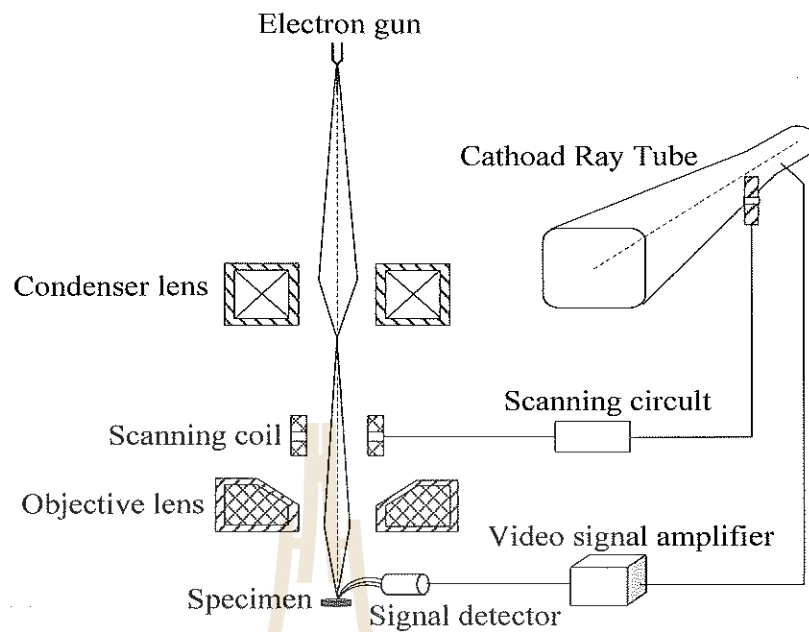 Electron gun
Cathoad Ray Tube
Condenser lens
Scanning circult
Scanning coil
Objective lens
Video signal amplifier
Specimen
Signal detector